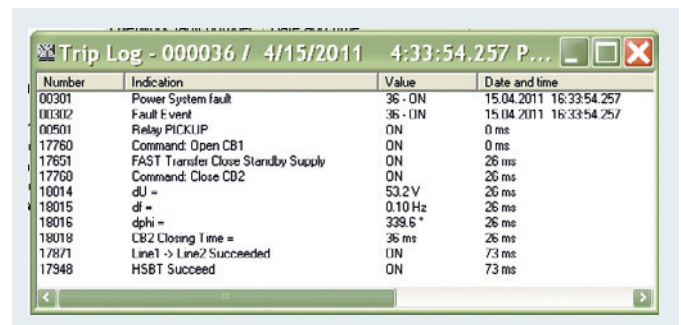 Trip Log - 000036 / 4/15/2011 4:33:54.257 P...
Number Indication Value Date and time
00301 Power System fault 36 - ON 15.04.2011 16:33:54.257
00302 Fault Event 36 - ON 15.04.2011 16:33:54.257
00501 Relay PICKUP ON 0 ms
17760 Command: Open CB1 ON 0 ms
17651 FAST Transfer Close Standby Supply ON 26 ms
17768 Command: Close CB2 ON 26 ms
18014 dU = 53.2 V 26 ms
18015 df = 0.10 Hz 26 ms
18016 dphi = 339.6 ° 26 ms
18018 CB2 Closing Time = 36 ms 26 ms
17871 Line1 -> Line2 Succeeded ON 73 ms
17948 HSBT Succeed ON 73 ms